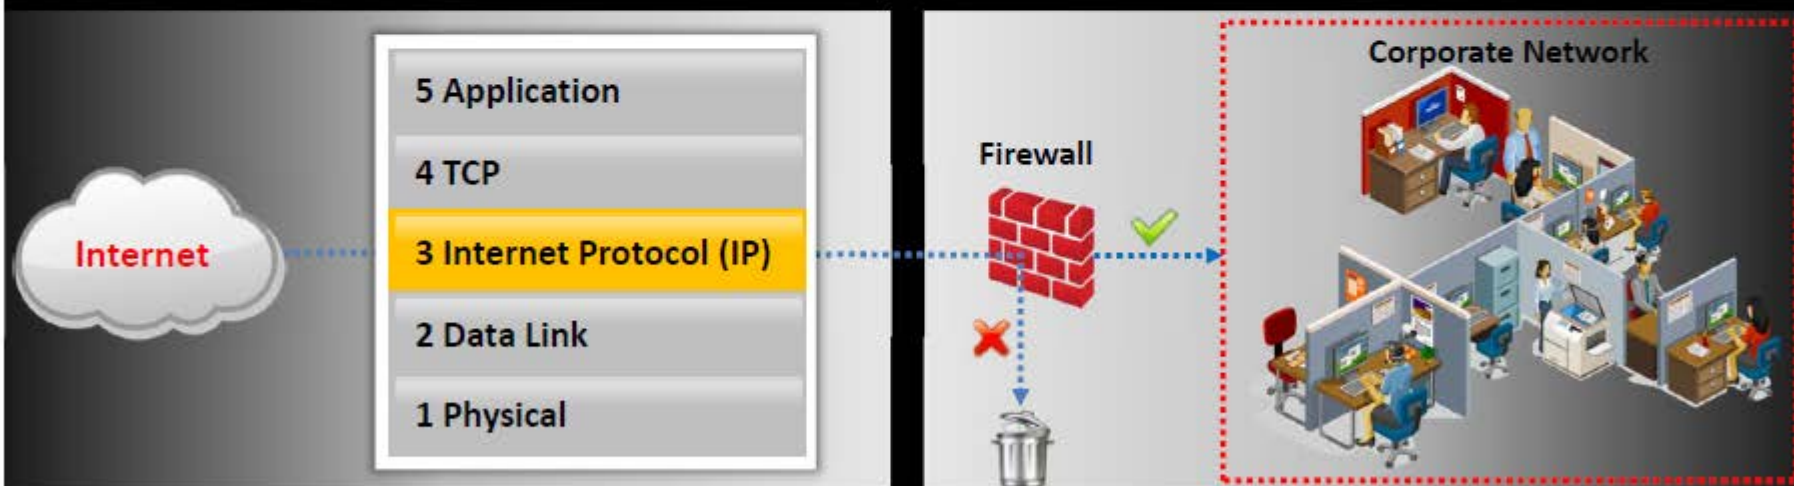 Internet
5 Application
4 TCP
3 Internet Protocol (IP)
2 Data Link
1 Physical
Firewall
Corporate Network